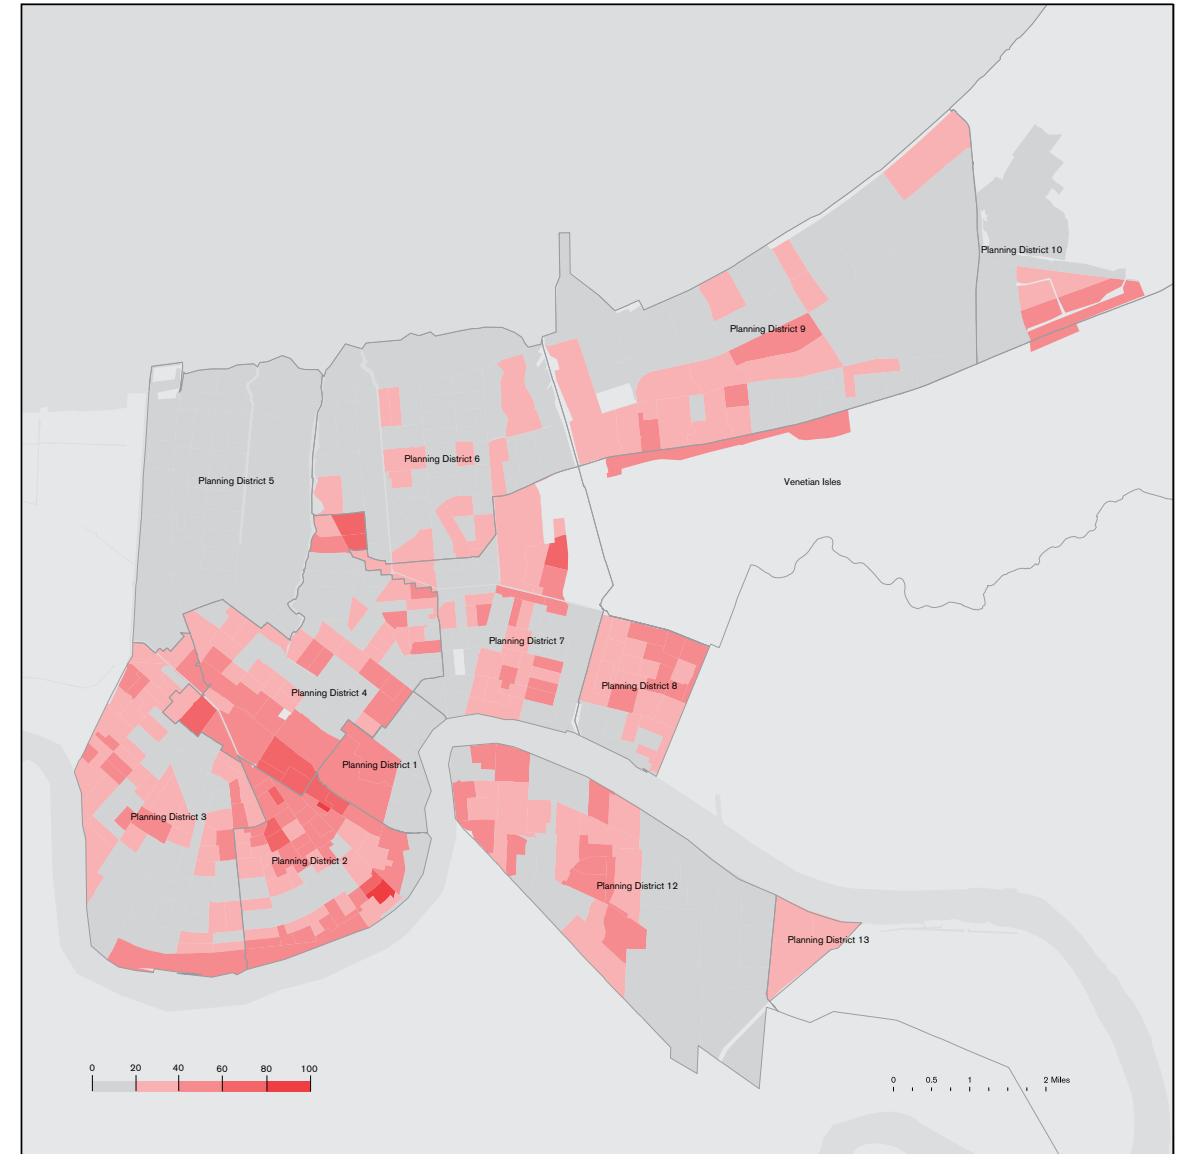 Planning District 10
Planning District 9
Planning District 6
Planning District 5
Venetian Isles
Planning District 7
Planning District 8
Planning District 4
Planning District 1
Planning District 3
Planning District 2
Planning District 12
Planning District 13
0 20 40 60 80 100
0 0.5 1 2 Miles